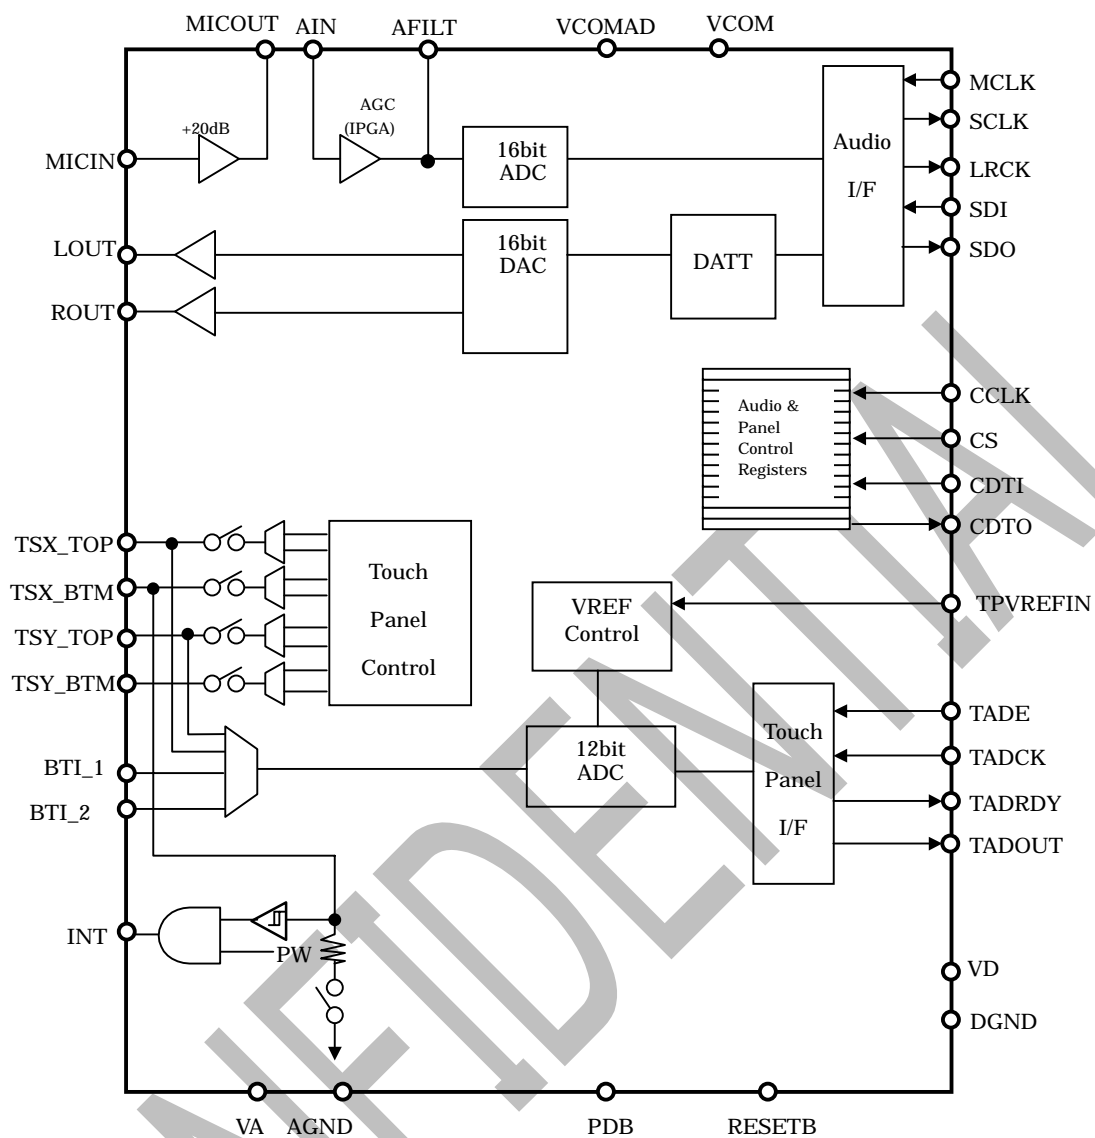 MICOUT AIN AFILT VCOMAD VCOM
MCLK
SCLK
LRCK
SDI
SDO
MICIN
+20dB
AGC
(IPGA)
16bit
ADC
Audio
I/F
LOUT
ROUT
16bit
DAC
DATT
Audio &
Panel
Control
Registers
CCLK
CS
CDTI
CDTO
TSX_TOP
TSX_BTM
TSY_TOP
TSY_BTM
Touch
Panel
Control
VREF
Control
TPVREFIN
BTI_1
BTI_2
12bit
ADC
Touch
Panel
I/F
TADE
TADCK
TADRDY
TADOUT
INT
PW
VD
DGND
VA AGND PDB RESETB
NFIDENTIAL